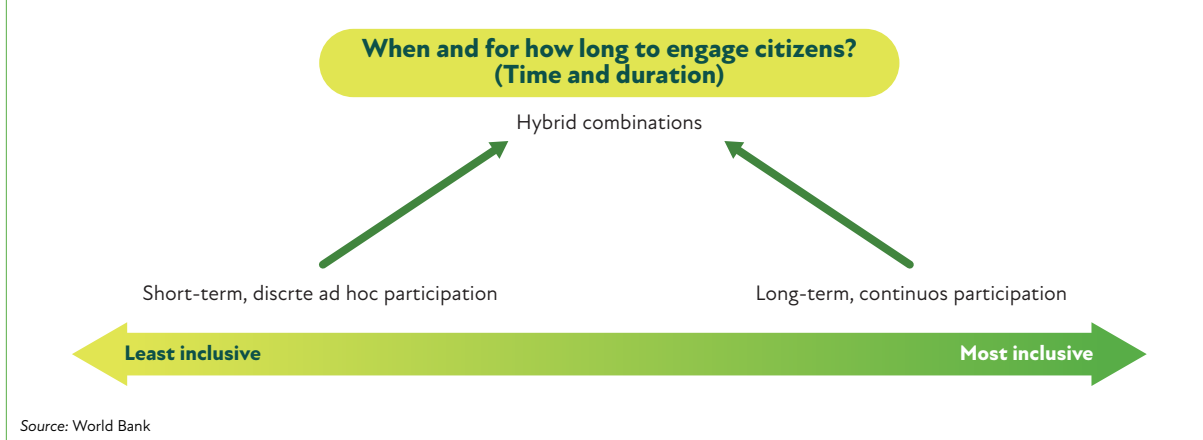 When and for how long to engage citizens?
(Time and duration)
Hybrid combinations
Short-term, discrte ad hoc participation
Long-term, continuos participation
Least inclusive
Most inclusive
Source: World Bank